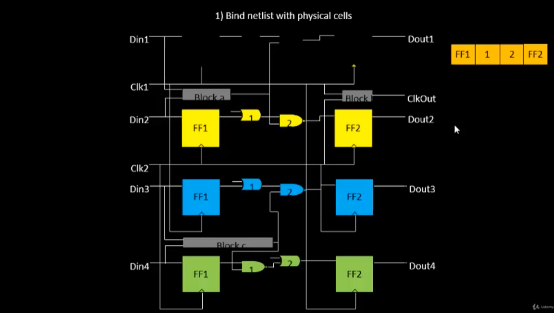 1) Bind netlist with physical cells
Din1 Dout1
FF1 1 2 FF2
Clk1
Block a Block
ClkOut
Din2 1 2 Dout2
FF1 FF2
Clk2
Din3 1 2 Dout3
FF1 FF2
Block c
Din4 1 2 Dout4
FF1 FF2